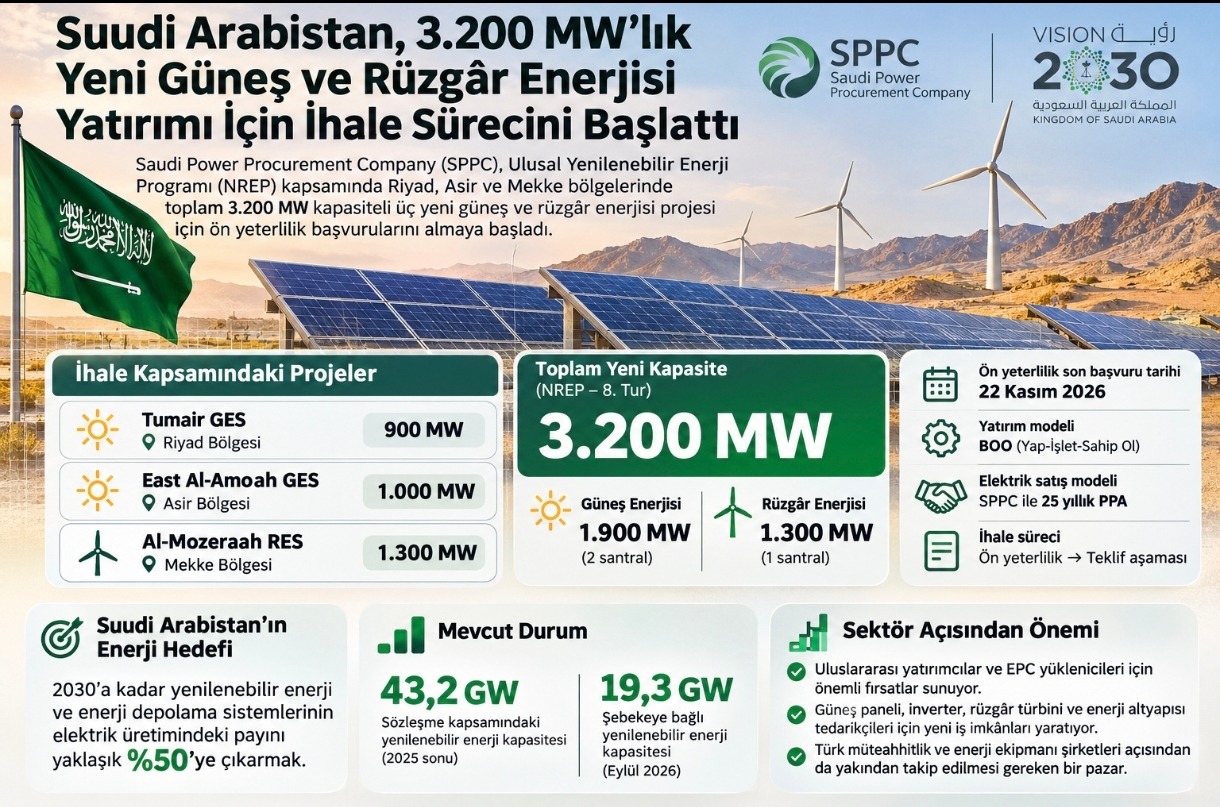 Suudi Arabistan, 3.200 MW'lık
Yeni Güneş ve Rüzgâr Enerjisi
Yatırımı İçin İhale Sürecini Başlattı
Saudi Power Procurement Company (SPPC), Ulusal Yenilenebilir Enerji
Programı (NREP) kapsamında Riyad, Asir ve Mekke bölgelerinde
toplam 3.200 MW kapasiteli üç yeni güneş ve rüzgâr enerjisi projesi
için ön yeterlilik başvurularını almaya başladı.
SPPC
Saudi Power
Procurement Company
VISION رؤية
2030
المملكة العربية السعودية
KINGDOM OF SAUDI ARABIA
لا إله إلا الله محمد رسول الله
İhale Kapsamındaki Projeler
Tumair GES
Riyad Bölgesi
900 MW
East Al-Amoah GES
Asir Bölgesi
1.000 MW
Al-Mozeraah RES
Mekke Bölgesi
1.300 MW
Toplam Yeni Kapasite
(NREP – 8. Tur)
3.200 MW
Güneş Enerjisi
1.900 MW
(2 santral)
Rüzgâr Enerjisi
1.300 MW
(1 santral)
Ön yeterlilik son başvuru tarihi
22 Kasım 2026
Yatırım modeli
BOO (Yap-İşlet-Sahip Ol)
Elektrik satış modeli
SPPC ile 25 yıllık PPA
İhale süreci
Ön yeterlilik → Teklif aşaması
Suudi Arabistan'ın
Enerji Hedefi
2030'a kadar yenilenebilir enerji
ve enerji depolama sistemlerinin
elektrik üretimindeki payını
yaklaşık %50'ye çıkarmak.
Mevcut Durum
43,2 GW
Sözleşme kapsamındaki
yenilenebilir enerji kapasitesi
(2025 sonu)
19,3 GW
Şebekeye bağlı
yenilenebilir enerji
kapasitesi
(Eylül 2026)
Sektör Açısından Önemi
Uluslararası yatırımcılar ve EPC yüklenicileri için
önemli fırsatlar sunuyor.
Güneş paneli, inverter, rüzgâr türbini ve enerji altyapısı
tedarikçileri için yeni iş imkânları yaratıyor.
Türk müteahhitlik ve enerji ekipmanı şirketleri açısından
da yakından takip edilmesi gereken bir pazar.